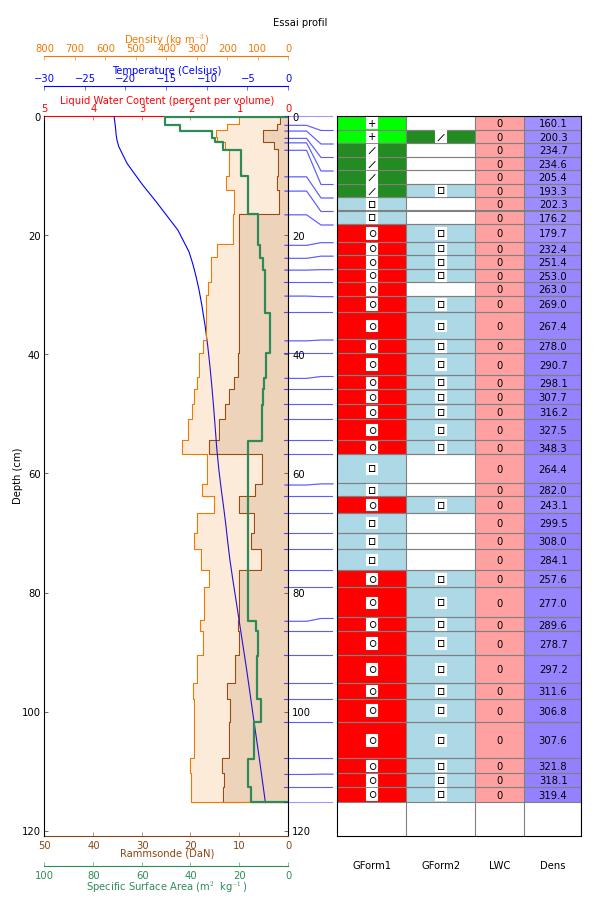 Essai profil
Density (kg m⁻³)
800 700 600 500 400 300 200 100 0
Temperature (Celsius)
−30 −25 −20 −15 −10 −5 0
Liquid Water Content (percent per volume)
5 4 3 2 1 0
0 0
20 20
40 40
60 60
80 80
100 100
120 120
Depth (cm)
+ 0 160.1
+ / 0 200.3
/ 0 234.7
/ 0 234.6
/ 0 205.4
/ □ 0 193.3
□ 0 202.3
□ 0 176.2
O □ 0 179.7
O □ 0 232.4
O □ 0 251.4
O □ 0 253.0
O 0 263.0
O □ 0 269.0
O □ 0 267.4
O □ 0 278.0
O □ 0 290.7
O □ 0 298.1
O □ 0 307.7
O □ 0 316.2
O □ 0 327.5
O □ 0 348.3
□ 0 264.4
□ 0 282.0
O □ 0 243.1
□ 0 299.5
□ 0 308.0
□ 0 284.1
O □ 0 257.6
O □ 0 277.0
O □ 0 289.6
O □ 0 278.7
O □ 0 297.2
O □ 0 311.6
O □ 0 306.8
O □ 0 307.6
O □ 0 321.8
O □ 0 318.1
O □ 0 319.4
50 40 30 20 10 0
Rammsonde (DaN)
100 80 60 40 20 0
Specific Surface Area (m² kg⁻¹)
GForm1 GForm2 LWC Dens